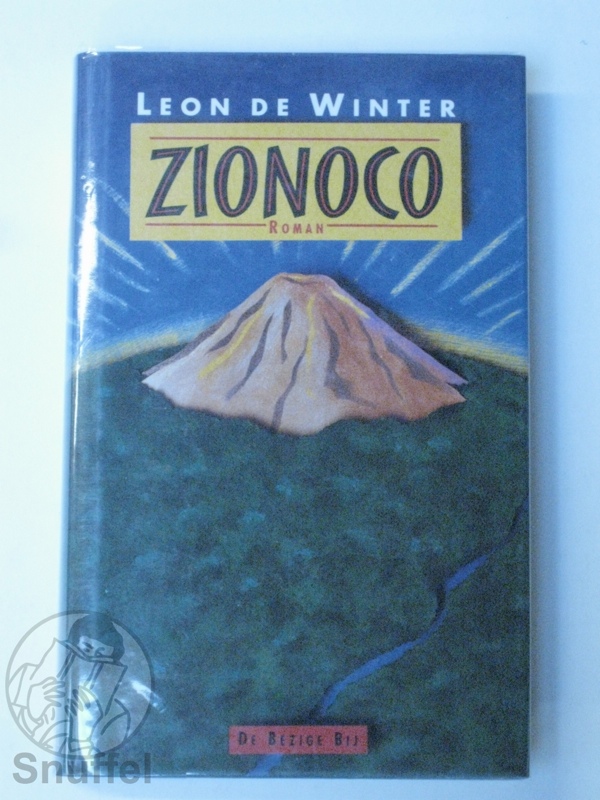 LEON DE WINTER
ZIONOCO
ROMAN
DE BEZIGE BIJ
Snuffel